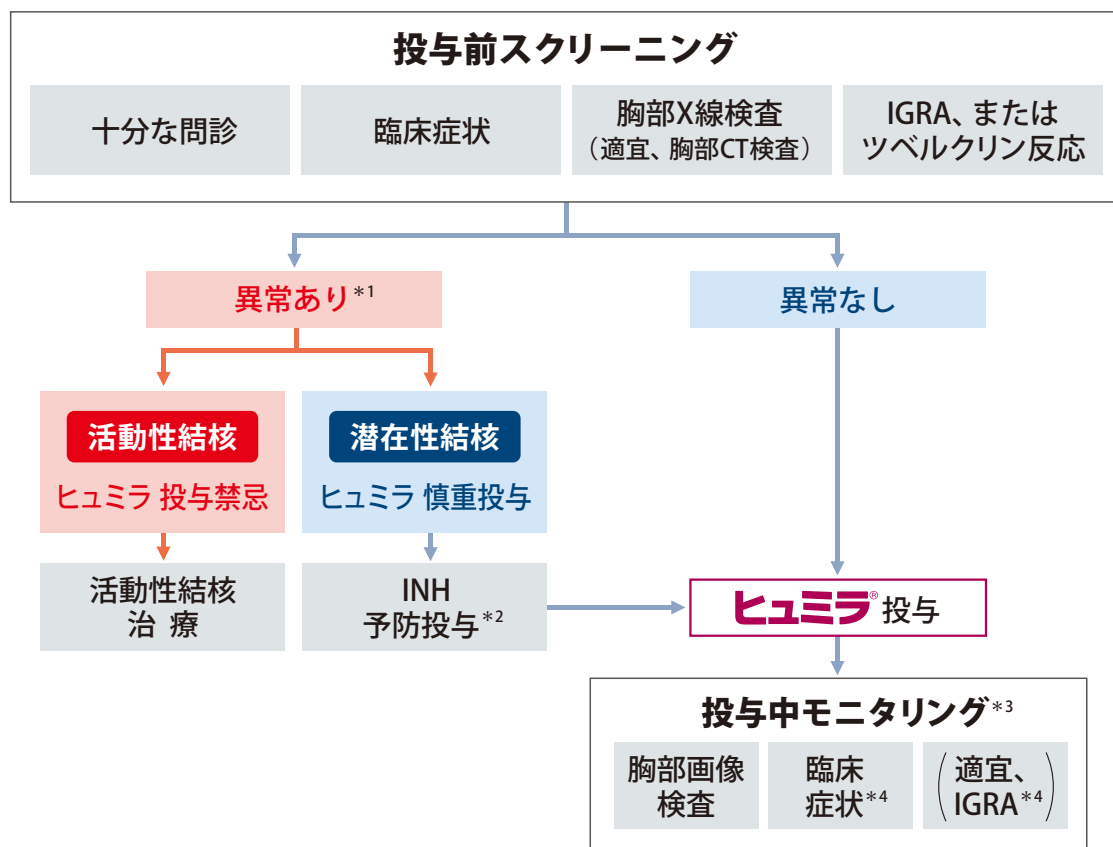 投与前スクリーニング
十分な問診
臨床症状
胸部X線検査
（適宜、胸部CT検査）
IGRA、または
ツベルクリン反応
異常あり*1
異常なし
活動性結核
ヒュミラ 投与禁忌
潜在性結核
ヒュミラ 慎重投与
活動性結核
治 療
INH
予防投与*2
ヒュミラ® 投与
投与中モニタリング*3
胸部画像
検査
臨床
症状*4
（適宜、
IGRA*4）